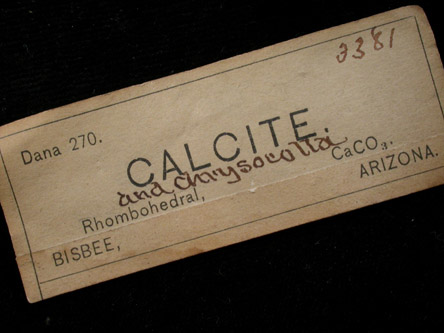 3381
Dana 270.
CALCITE.
and Chrysocolla
Rhombohedral, CaCO₃.
BISBEE, ARIZONA.